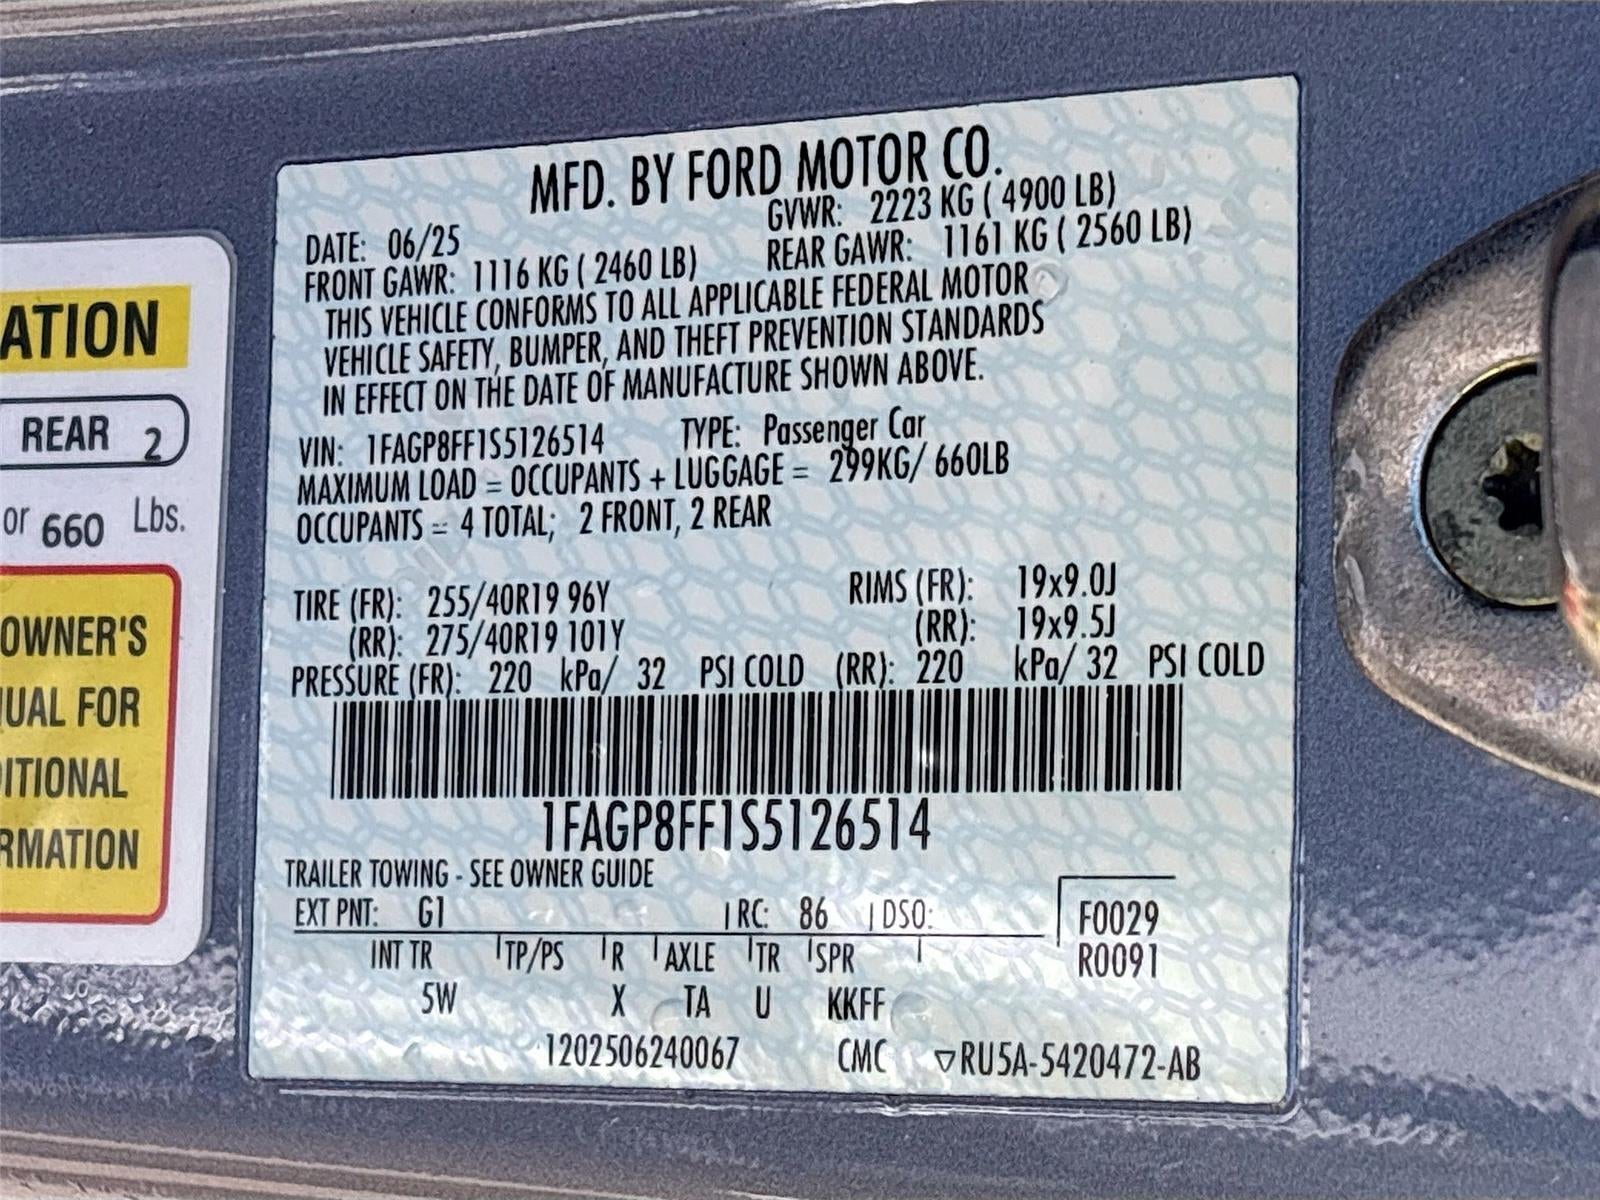 ATION
REAR 2
or 660 Lbs.
OWNER'S
UAL FOR
DITIONAL
RMATION
MFD. BY FORD MOTOR CO.
DATE: 06/25 GVWR: 2223 KG ( 4900 LB)
FRONT GAWR: 1116 KG ( 2460 LB) REAR GAWR: 1161 KG ( 2560 LB)
THIS VEHICLE CONFORMS TO ALL APPLICABLE FEDERAL MOTOR
VEHICLE SAFETY, BUMPER, AND THEFT PREVENTION STANDARDS
IN EFFECT ON THE DATE OF MANUFACTURE SHOWN ABOVE.
VIN: 1FAGP8FF1S5126514 TYPE: Passenger Car
MAXIMUM LOAD = OCCUPANTS + LUGGAGE = 299KG/ 660LB
OCCUPANTS = 4 TOTAL; 2 FRONT, 2 REAR
TIRE (FR): 255/40R19 96Y RIMS (FR): 19x9.0J
(RR): 275/40R19 101Y (RR): 19x9.5J
PRESSURE (FR): 220 kPa/ 32 PSI COLD (RR): 220 kPa/ 32 PSI COLD
1FAGP8FF1S5126514
TRAILER TOWING - SEE OWNER GUIDE
EXT PNT: G1 RC: 86 DSO: F0029
INT TR TP/PS R AXLE TR SPR R0091
5W X TA U KKFF
1202506240067 CMC ▽RU5A-5420472-AB